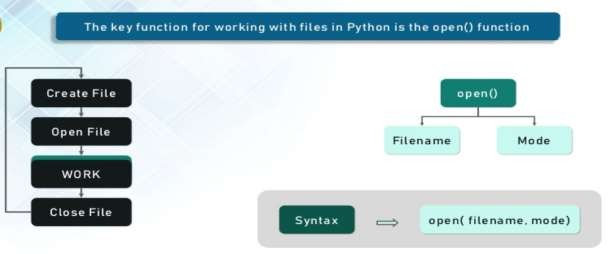 The key function for working with files in Python is the open() function
Create File
Open File
WORK
Close File
open()
Filename
Mode
Syntax
open( filename, mode)